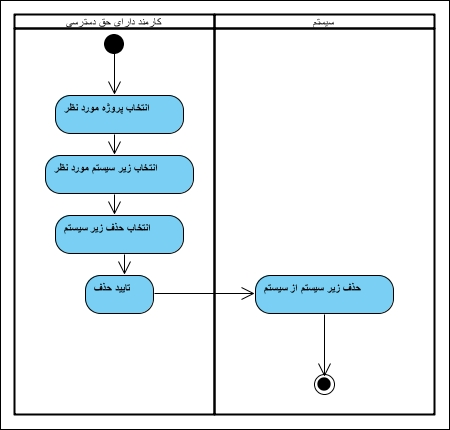 کارمند دارای حق دسترسی
سیستم
انتخاب پروژه مورد نظر
انتخاب زیر سیستم مورد نظر
انتخاب حذف زیر سیستم
تایید حذف
حذف زیر سیستم از سیستم